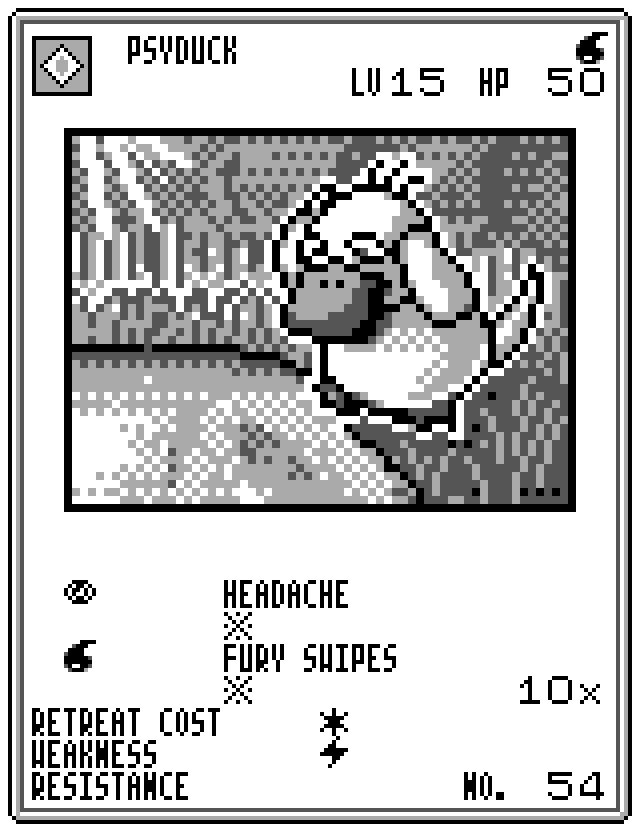 PSYDUCK
LV15 HP 50
HEADACHE
FURY SWIPES
10x
RETREAT COST
WEAKNESS
RESISTANCE NO. 54